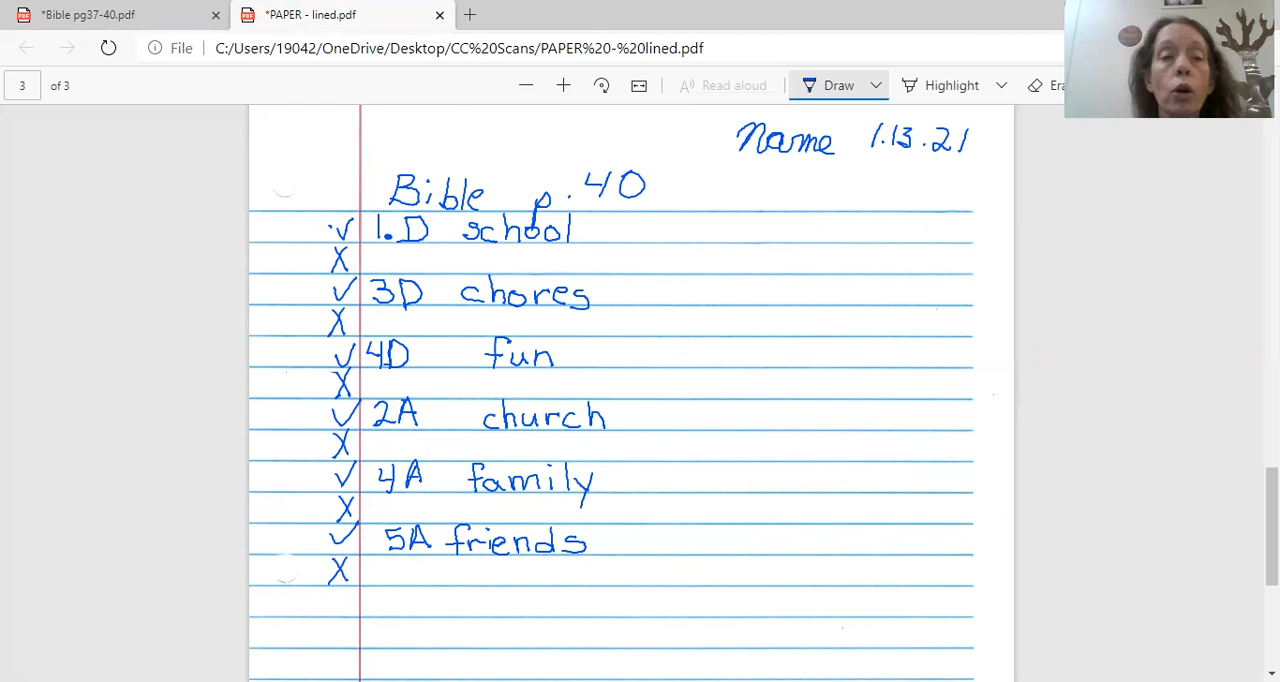 *Bible pg37-40.pdf
*PAPER - lined.pdf
File C:/Users/19042/OneDrive/Desktop/CC%20Scans/PAPER%20-%20lined.pdf
3 of 3 Read aloud Draw Highlight Era
Name 1.13.21
Bible p. 40
✓ 1.D school
X
✓ 3D chores
X
✓ 4D fun
X
✓ 2A church
X
✓ 4A family
X
✓ 5A friends
X